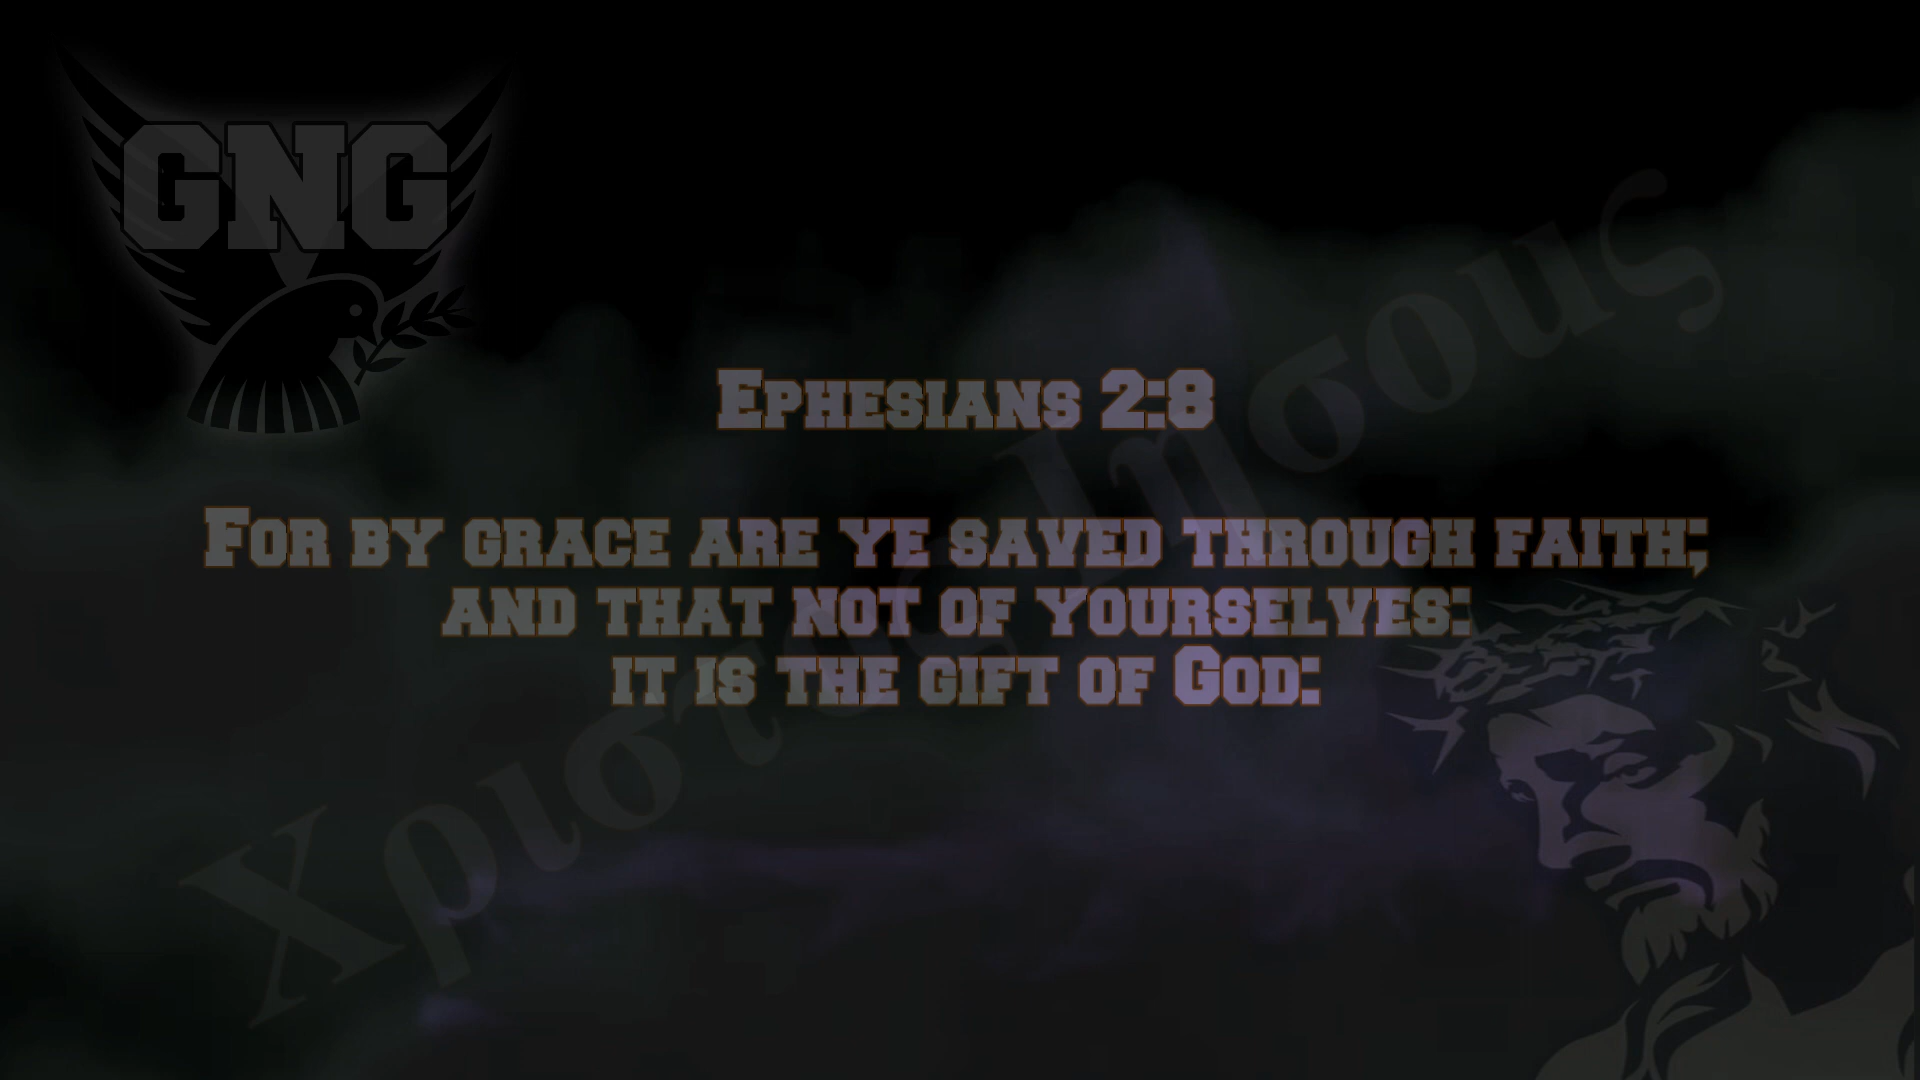 GNG
Ephesians 2:8
For by grace are ye saved through faith;
and that not of yourselves:
it is the gift of God:
Χριστος Ιησους